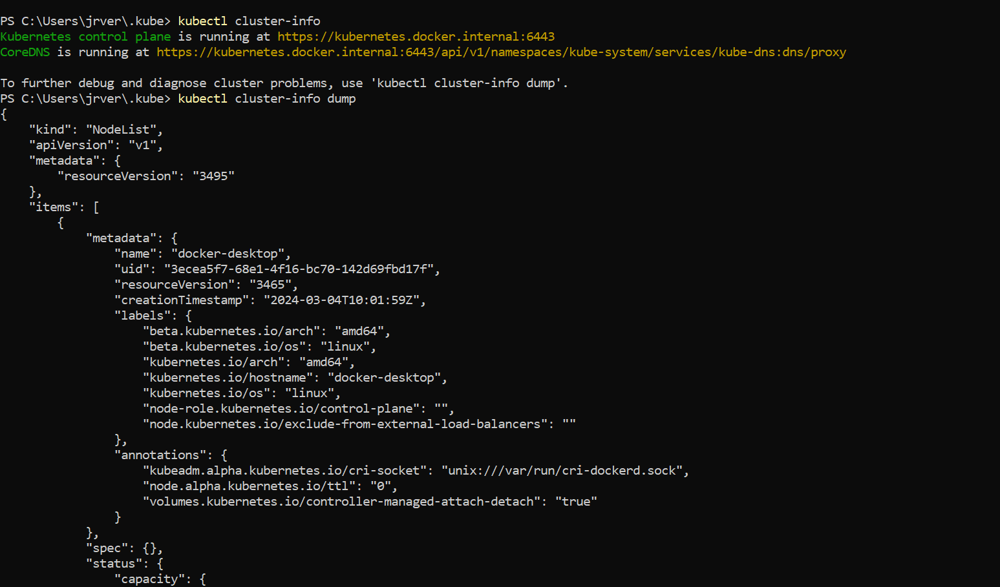 PS C:\Users\jrver\.kube> kubectl cluster-info
Kubernetes control plane is running at https://kubernetes.docker.internal:6443
CoreDNS is running at https://kubernetes.docker.internal:6443/api/v1/namespaces/kube-system/services/kube-dns:dns/proxy

To further debug and diagnose cluster problems, use 'kubectl cluster-info dump'.
PS C:\Users\jrver\.kube> kubectl cluster-info dump
{
    "kind": "NodeList",
    "apiVersion": "v1",
    "metadata": {
        "resourceVersion": "3495"
    },
    "items": [
        {
            "metadata": {
                "name": "docker-desktop",
                "uid": "3ecea5f7-68e1-4f16-bc70-142d69fbd17f",
                "resourceVersion": "3465",
                "creationTimestamp": "2024-03-04T10:01:59Z",
                "labels": {
                    "beta.kubernetes.io/arch": "amd64",
                    "beta.kubernetes.io/os": "linux",
                    "kubernetes.io/arch": "amd64",
                    "kubernetes.io/hostname": "docker-desktop",
                    "kubernetes.io/os": "linux",
                    "node-role.kubernetes.io/control-plane": "",
                    "node.kubernetes.io/exclude-from-external-load-balancers": ""
                },
                "annotations": {
                    "kubeadm.alpha.kubernetes.io/cri-socket": "unix:///var/run/cri-dockerd.sock",
                    "node.alpha.kubernetes.io/ttl": "0",
                    "volumes.kubernetes.io/controller-managed-attach-detach": "true"
                }
            },
            "spec": {},
            "status": {
                "capacity": {